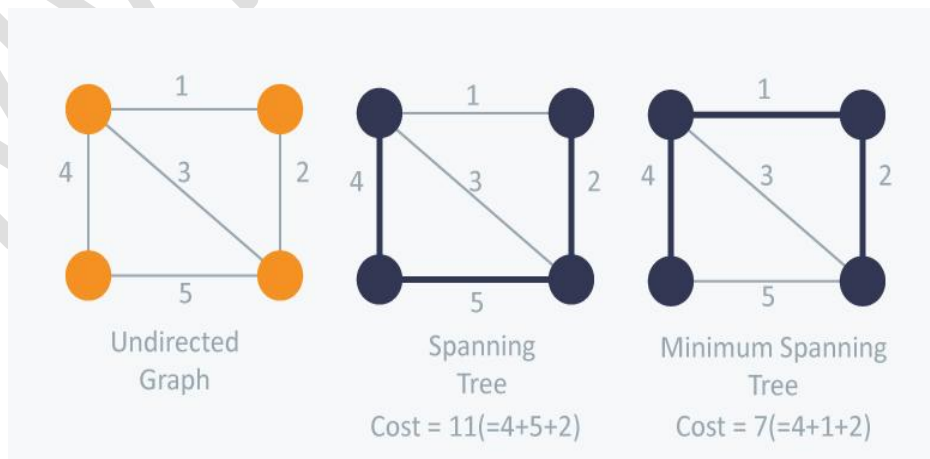 1
4
3
2
5
Undirected
Graph
1
4
3
2
5
Spanning
Tree
Cost = 11(=4+5+2)
1
4
3
2
5
Minimum Spanning
Tree
Cost = 7(=4+1+2)